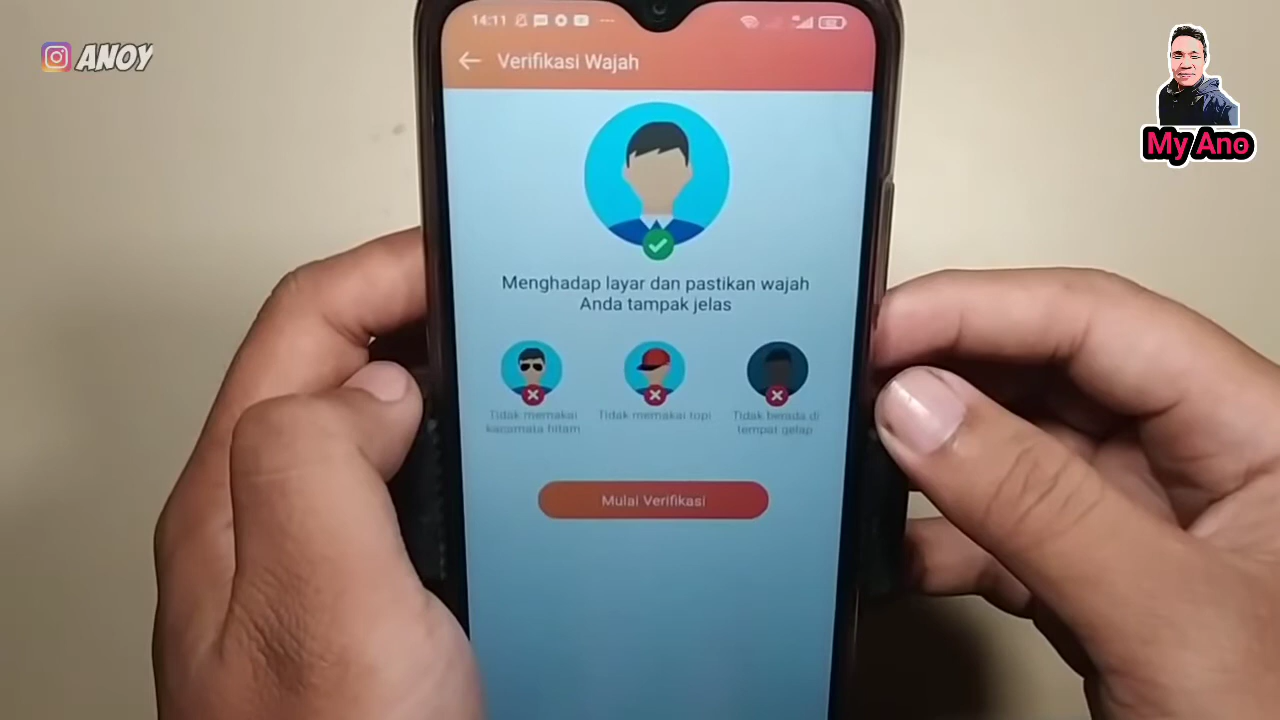 ANOY
14:11
Verifikasi Wajah
My Ano
Menghadap layar dan pastikan wajah
Anda tampak jelas
Tidak memakai
kacamata hitam
Tidak memakai topi
Tidak berada di
tempat gelap
Mulai Verifikasi